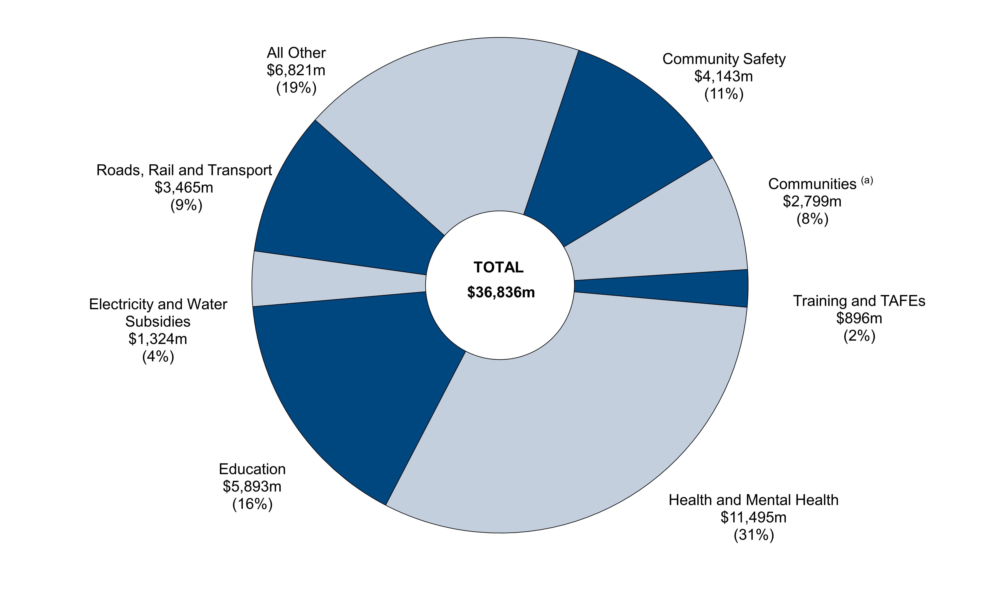 All Other
$6,821m
(19%)
Community Safety
$4,143m
(11%)
Roads, Rail and Transport
$3,465m
(9%)
Communities (a)
$2,799m
(8%)
TOTAL
$36,836m
Electricity and Water
Subsidies
$1,324m
(4%)
Training and TAFEs
$896m
(2%)
Education
$5,893m
(16%)
Health and Mental Health
$11,495m
(31%)